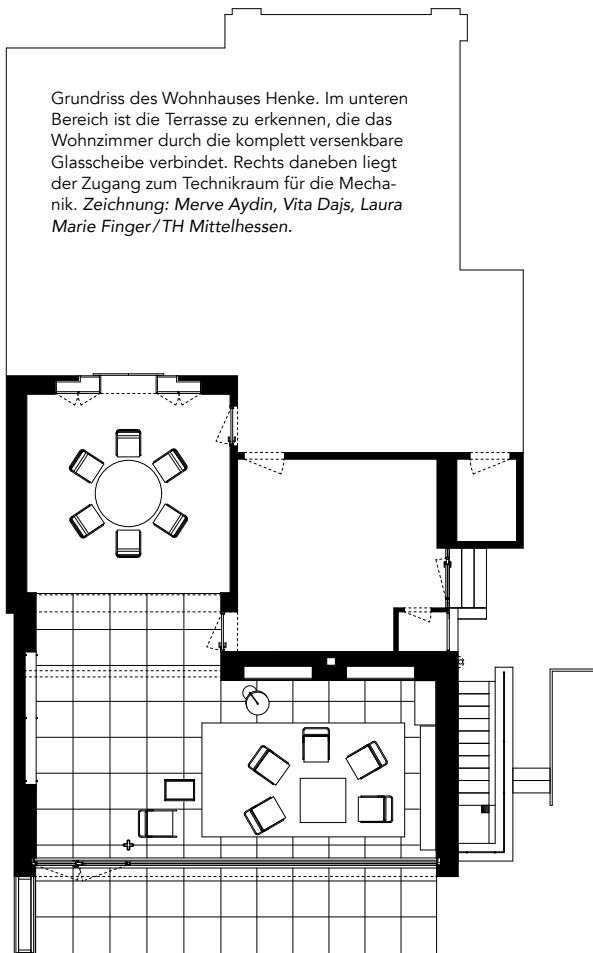 Grundriss des Wohnhauses Henke. Im unteren
Bereich ist die Terrasse zu erkennen, die das
Wohnzimmer durch die komplett versenkbare
Glasscheibe verbindet. Rechts daneben liegt
der Zugang zum Technikraum für die Mecha-
nik. Zeichnung: Merve Aydin, Vita Dajs, Laura
Marie Finger/TH Mittelhessen.